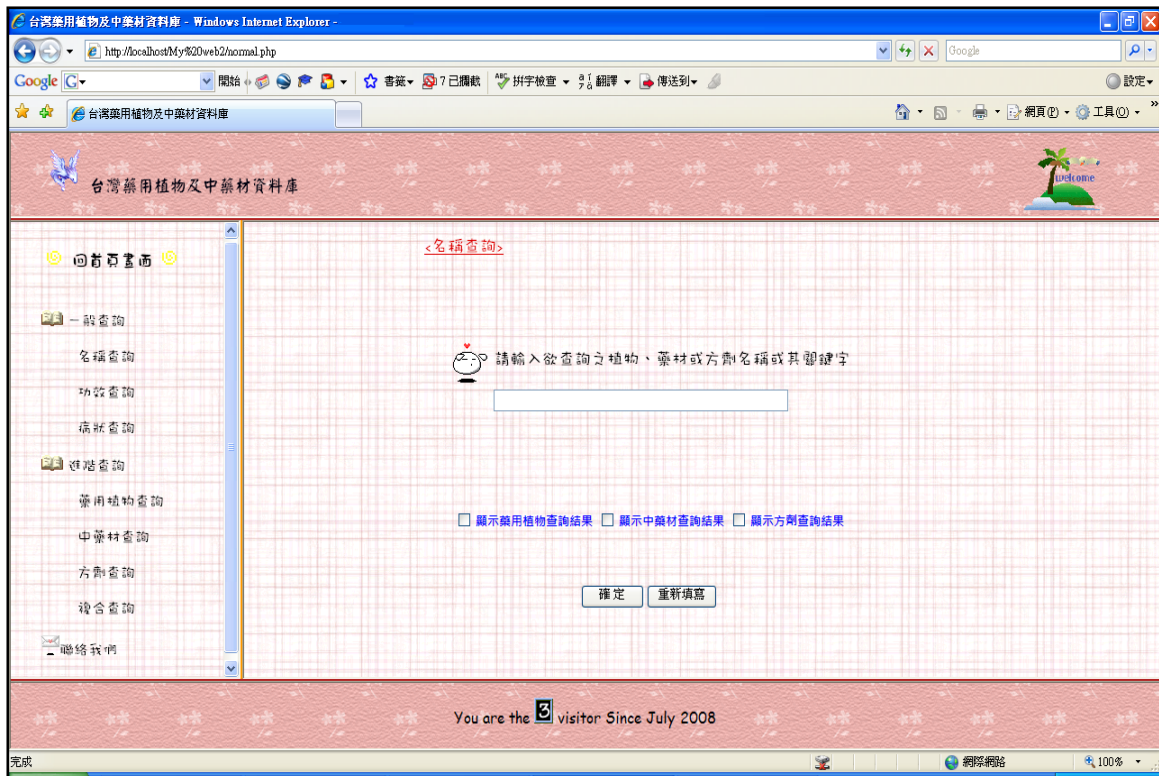 台灣藥用植物及中藥材資料庫 - Windows Internet Explorer -
http://localhost/My%20web2/normal.php
Google
Google G 開始 書籤 7 已攔截 拼字檢查 翻譯 傳送到 設定
台灣藥用植物及中藥材資料庫 網頁(P) 工具(O) »
台灣藥用植物及中藥材資料庫
welcome
回首頁畫面
一般查詢
名稱查詢
功效查詢
病狀查詢
進階查詢
藥用植物查詢
中藥材查詢
方劑查詢
複合查詢
聯絡我們
<名稱查詢>
請輸入欲查詢之植物、藥材或方劑名稱或其關鍵字
顯示藥用植物查詢結果 顯示中藥材查詢結果 顯示方劑查詢結果
確定 重新填寫
You are the 3 visitor Since July 2008
完成 網際網路 100%